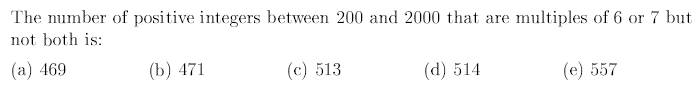 The number of positive integers between 200 and 2000 that are multiples of 6 or 7 but
not both is:
(a) 469 (b) 471 (c) 513 (d) 514 (e) 557